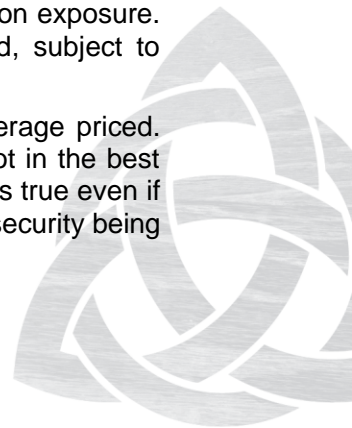 on exposure.
d, subject to
erage priced.
ot in the best
s true even if
security being